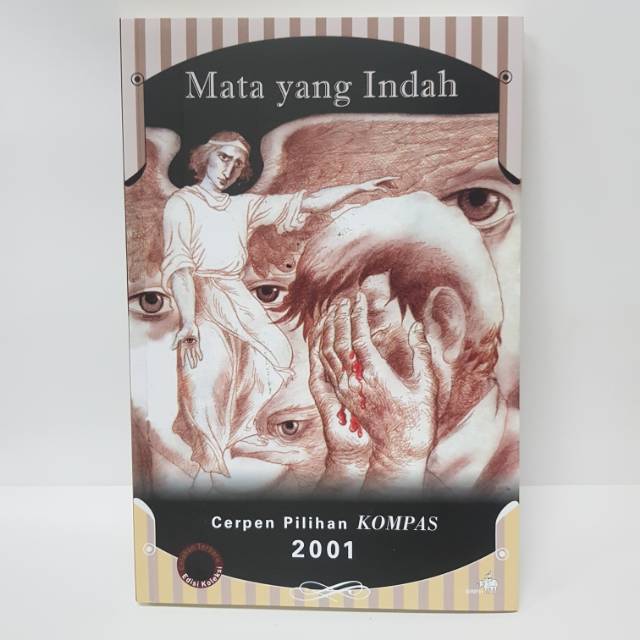 Mata yang Indah
Cerpen Pilihan KOMPAS
2001
Edisi Koleksi